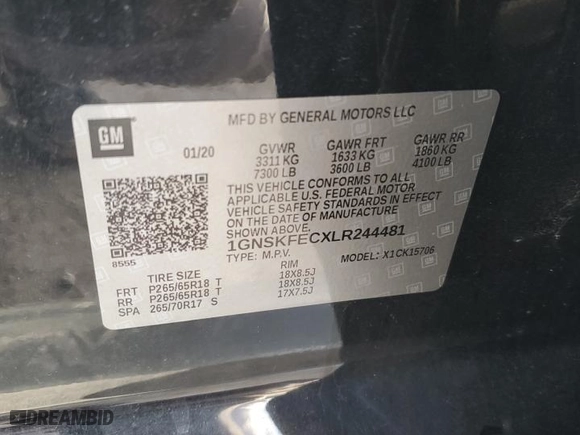 GM
MFD BY GENERAL MOTORS LLC
01/20
GVWR GAWR FRT GAWR RR
3311 KG 1633 KG 1860 KG
7300 LB 3600 LB 4100 LB
THIS VEHICLE CONFORMS TO ALL
APPLICABLE U.S. FEDERAL MOTOR
VEHICLE SAFETY STANDARDS IN EFFECT
ON THE DATE OF MANUFACTURE
SHOWN ABOVE.
1GNSKFECXLR244481
TYPE: M.P.V. MODEL: X1CK15706
8555
TIRE SIZE RIM
FRT P265/65R18 T 18X8.5J
RR P265/65R18 T 18X8.5J
SPA 265/70R17 S 17X7.5J
DREAMBID